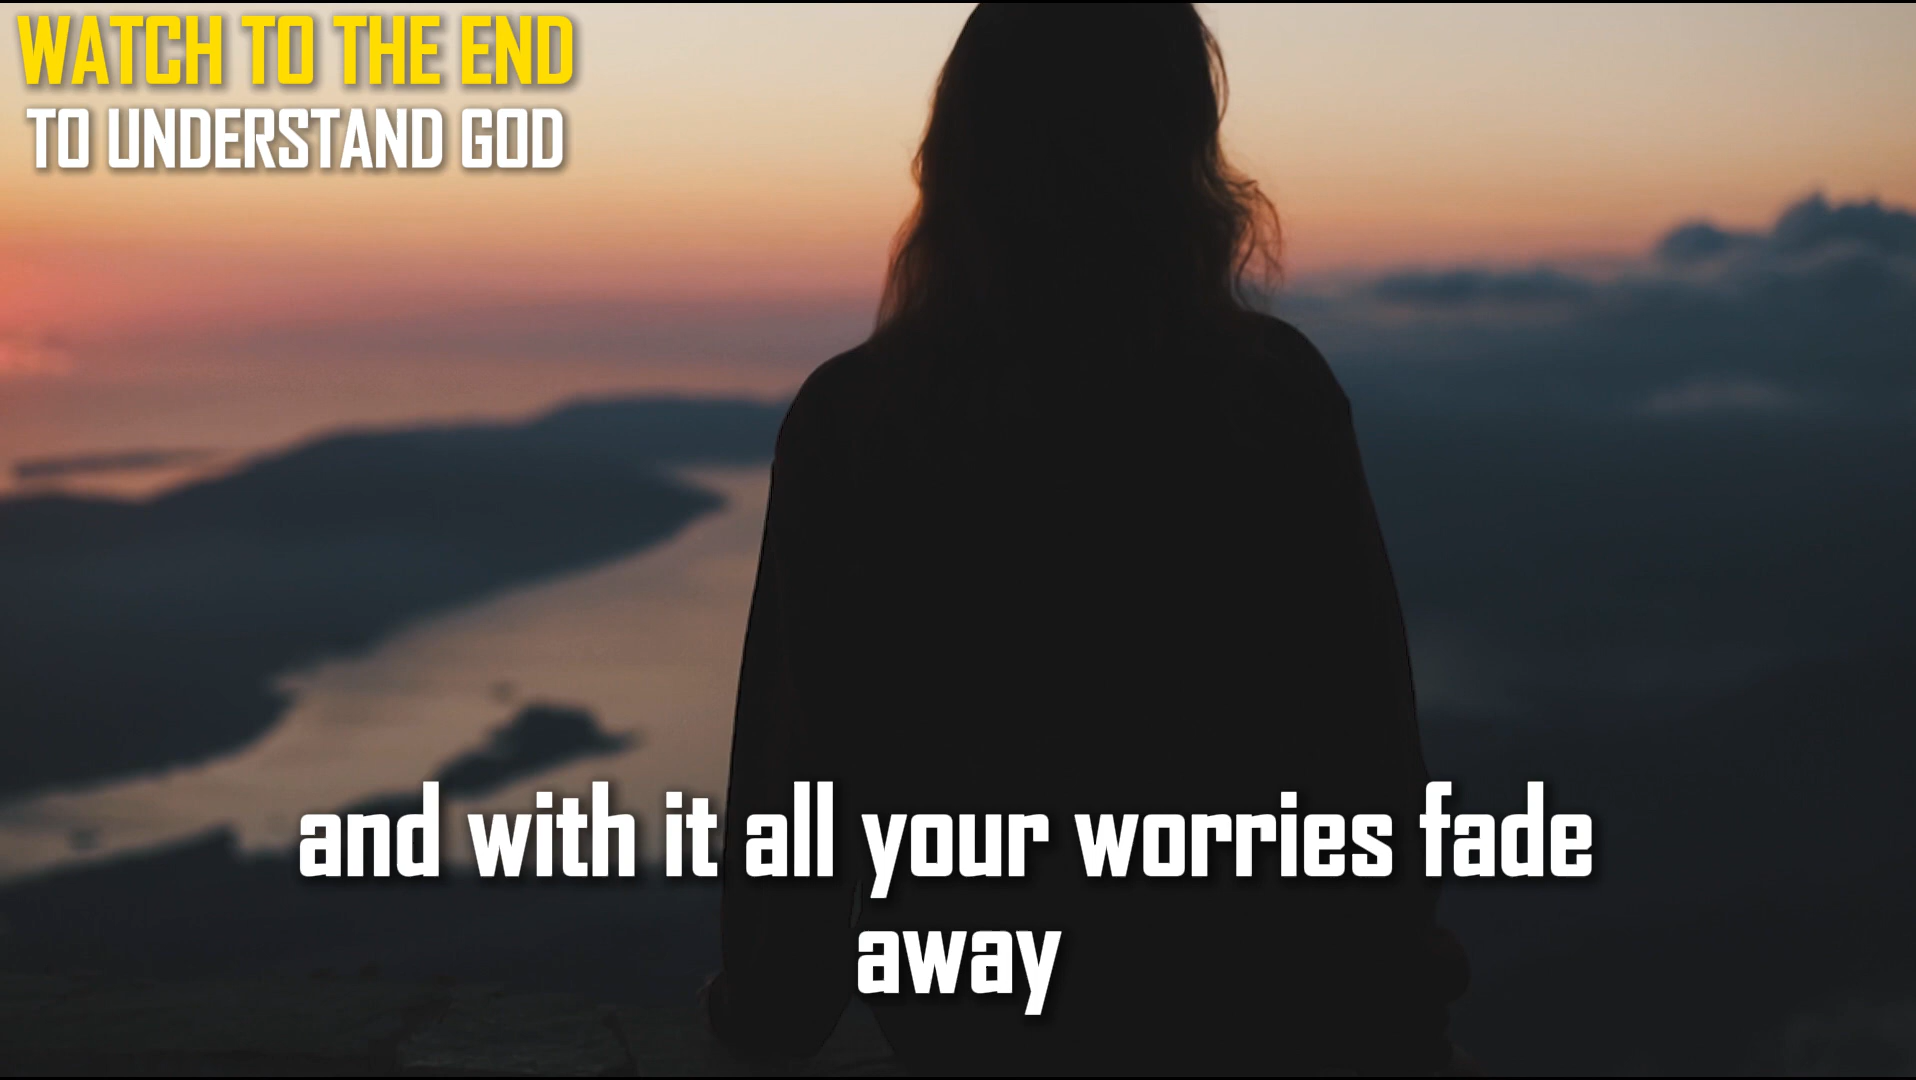 WATCH TO THE END
TO UNDERSTAND GOD
and with it all your worries fade
away